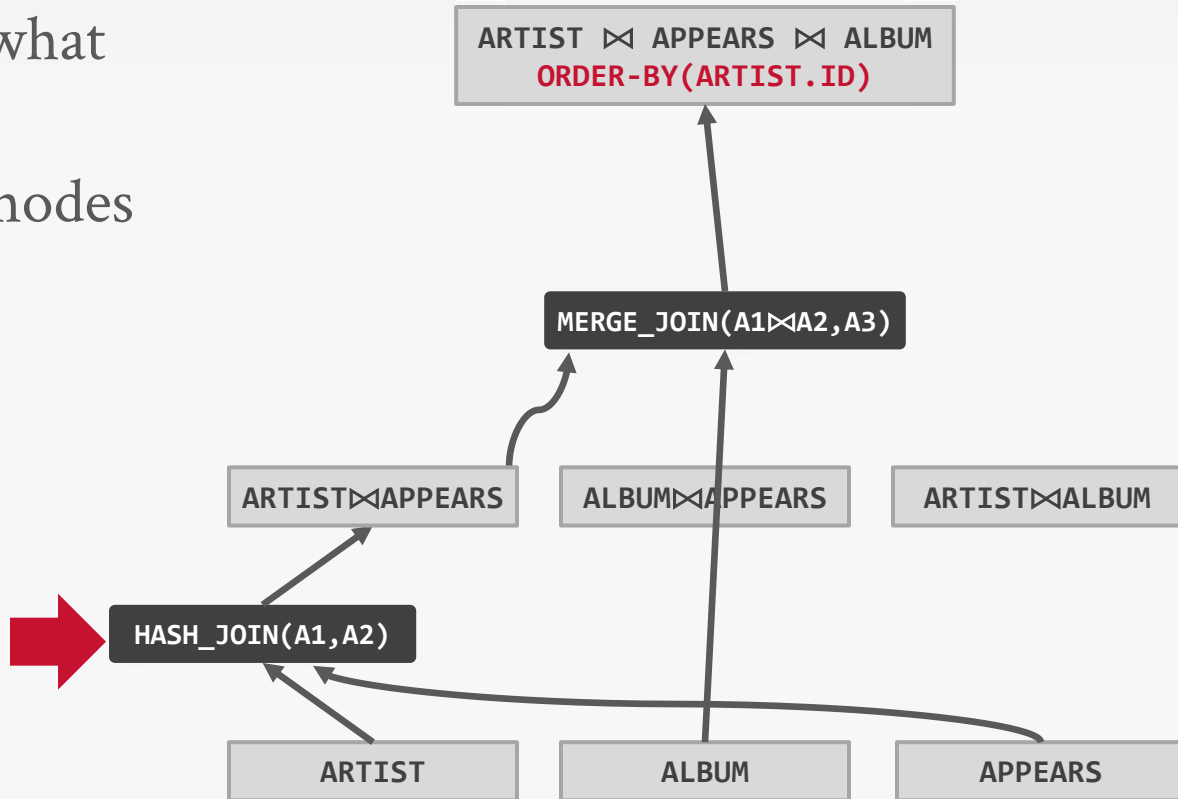 what
nodes
ARTIST ⋈ APPEARS ⋈ ALBUM
ORDER-BY(ARTIST.ID)
MERGE_JOIN(A1⋈A2,A3)
ARTIST⋈APPEARS
ALBUM⋈APPEARS
ARTIST⋈ALBUM
HASH_JOIN(A1,A2)
ARTIST
ALBUM
APPEARS